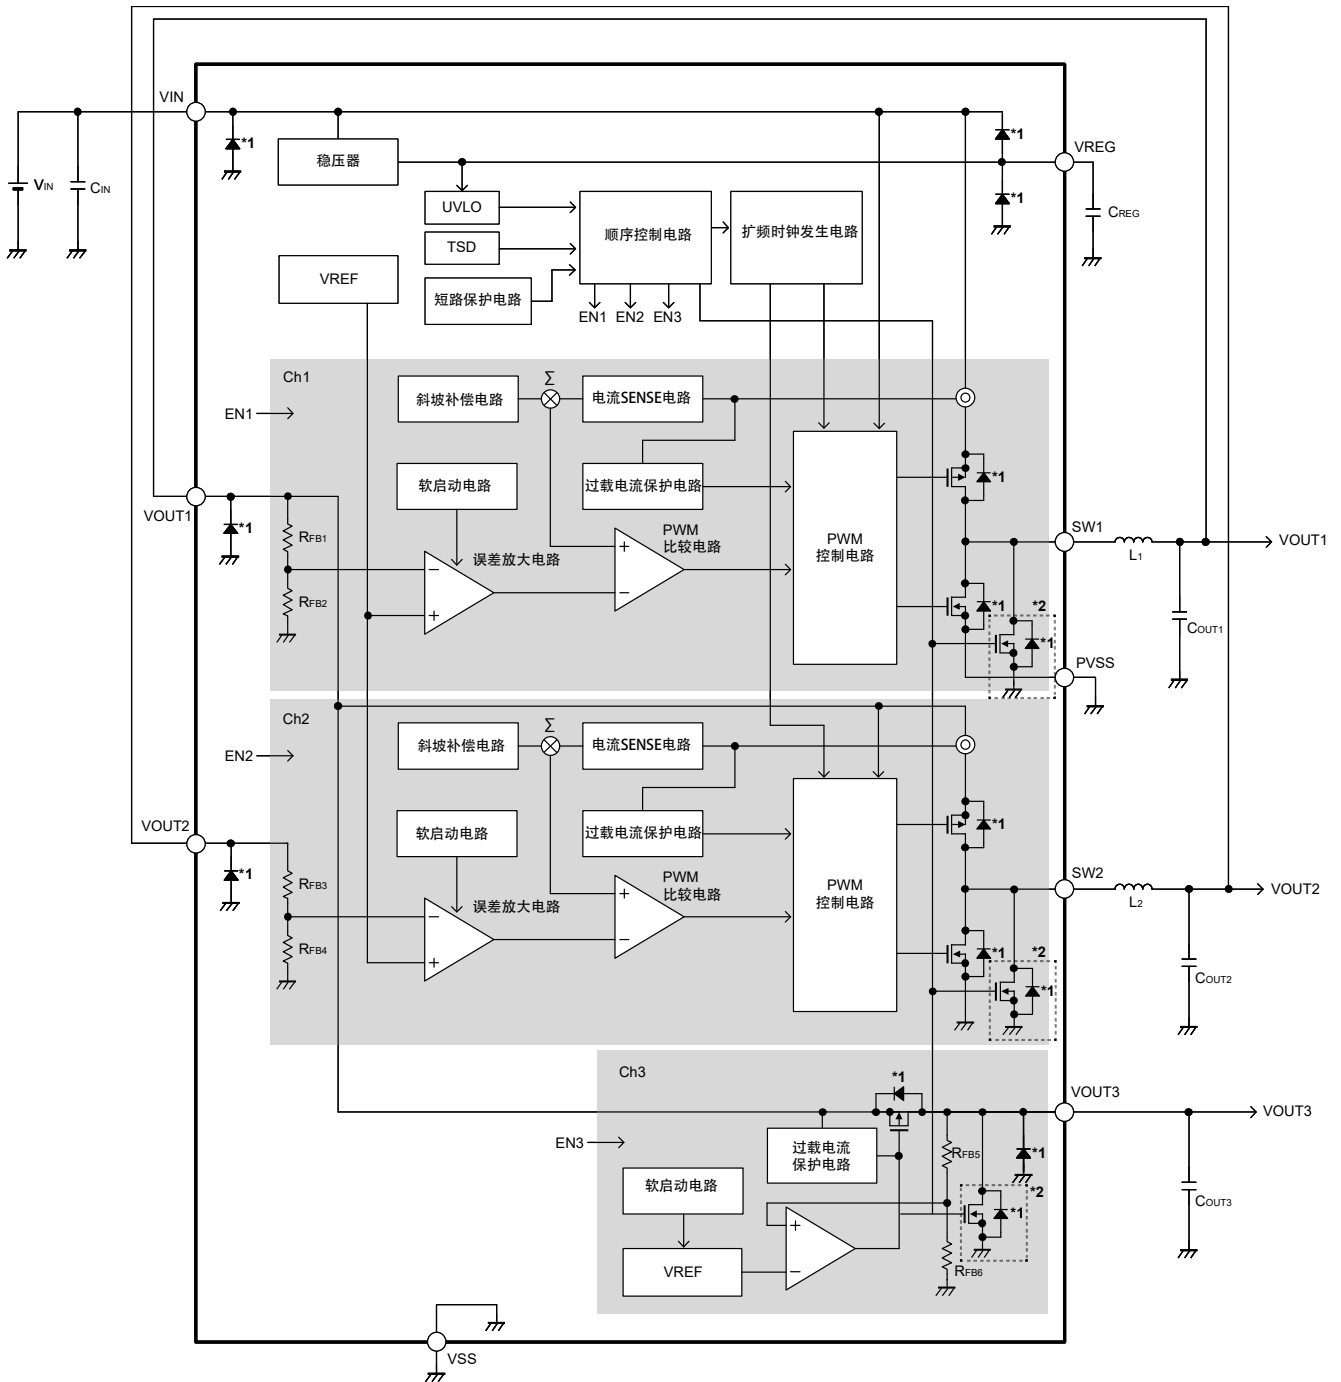 VIN
*1
稳压器
*1
VREG
VIN
CIN
UVLO
*1
CREG
顺序控制电路
扩频时钟发生电路
TSD
VREF
短路保护电路
EN1
EN2
EN3
Ch1
Σ
斜坡补偿电路
电流SENSE电路
EN1
软启动电路
过载电流保护电路
*1
VOUT1
*1
RFB1
误差放大电路
PWM
比较电路
PWM
控制电路
SW1
L1
VOUT1
+
−
−
+
RFB2
*1
*2
*1
COUT1
PVSS
Ch2
Σ
斜坡补偿电路
电流SENSE电路
EN2
软启动电路
过载电流保护电路
*1
VOUT2
*1
RFB3
误差放大电路
PWM
比较电路
PWM
控制电路
SW2
L2
VOUT2
+
−
−
+
RFB4
*1
*2
*1
COUT2
Ch3
*1
VOUT3
VOUT3
EN3
过载电流
保护电路
RFB5
*1
软启动电路
*2
*1
COUT3
+
−
VREF
RFB6
VSS